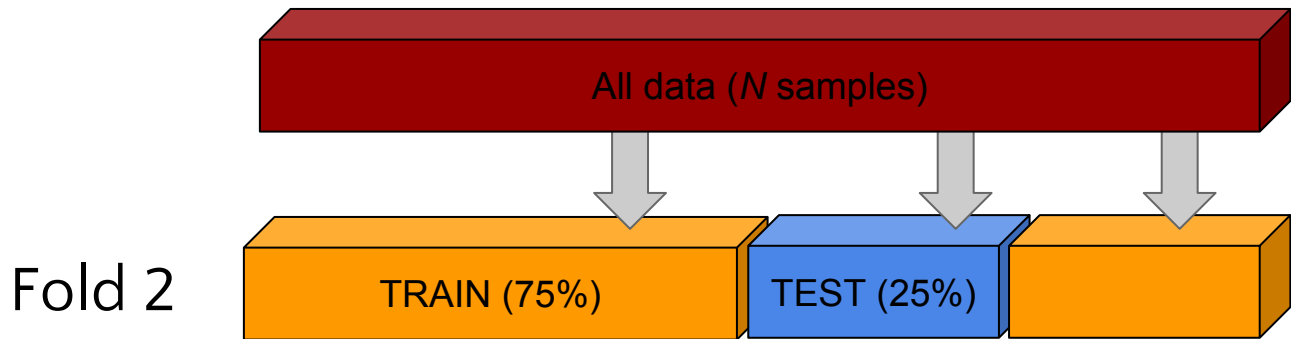 All data (N samples)
Fold 2
TRAIN (75%)
TEST (25%)